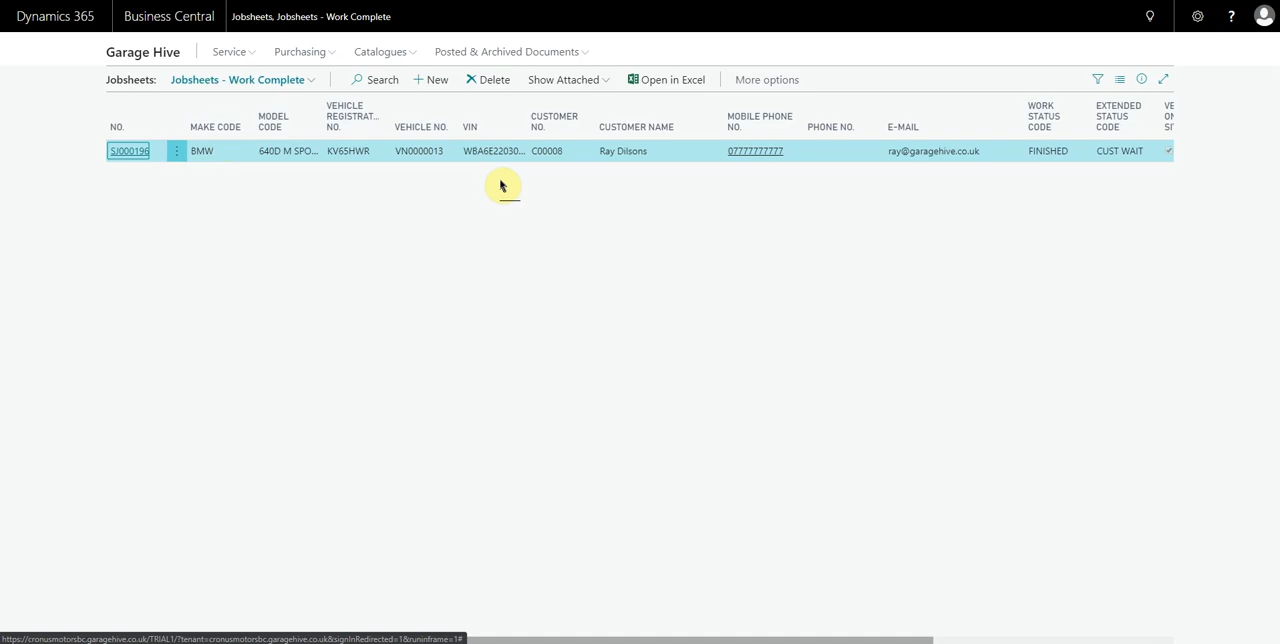 Dynamics 365 Business Central Jobsheets, Jobsheets - Work Complete ?
Garage Hive Service Purchasing Catalogues Posted & Archived Documents
Jobsheets: Jobsheets - Work Complete Search New Delete Show Attached Open in Excel More options
NO. MAKE CODE MODEL CODE VEHICLE REGISTRAT... NO. VEHICLE NO. VIN CUSTOMER NO. CUSTOMER NAME MOBILE PHONE NO. PHONE NO. E-MAIL WORK STATUS CODE EXTENDED STATUS CODE VE ON SI
SJ000196 BMW 640D M SPO... KV65HWR VN0000013 WBA6E22030... C00008 Ray Dilsons 07777777777 ray@garagehive.co.uk FINISHED CUST WAIT
https://cronusmotorsbc.garagehive.co.uk/TRIAL1/?tenant=cronusmotorsbc.garagehive.co.uk&signInRedirected=1&runinframe=1#